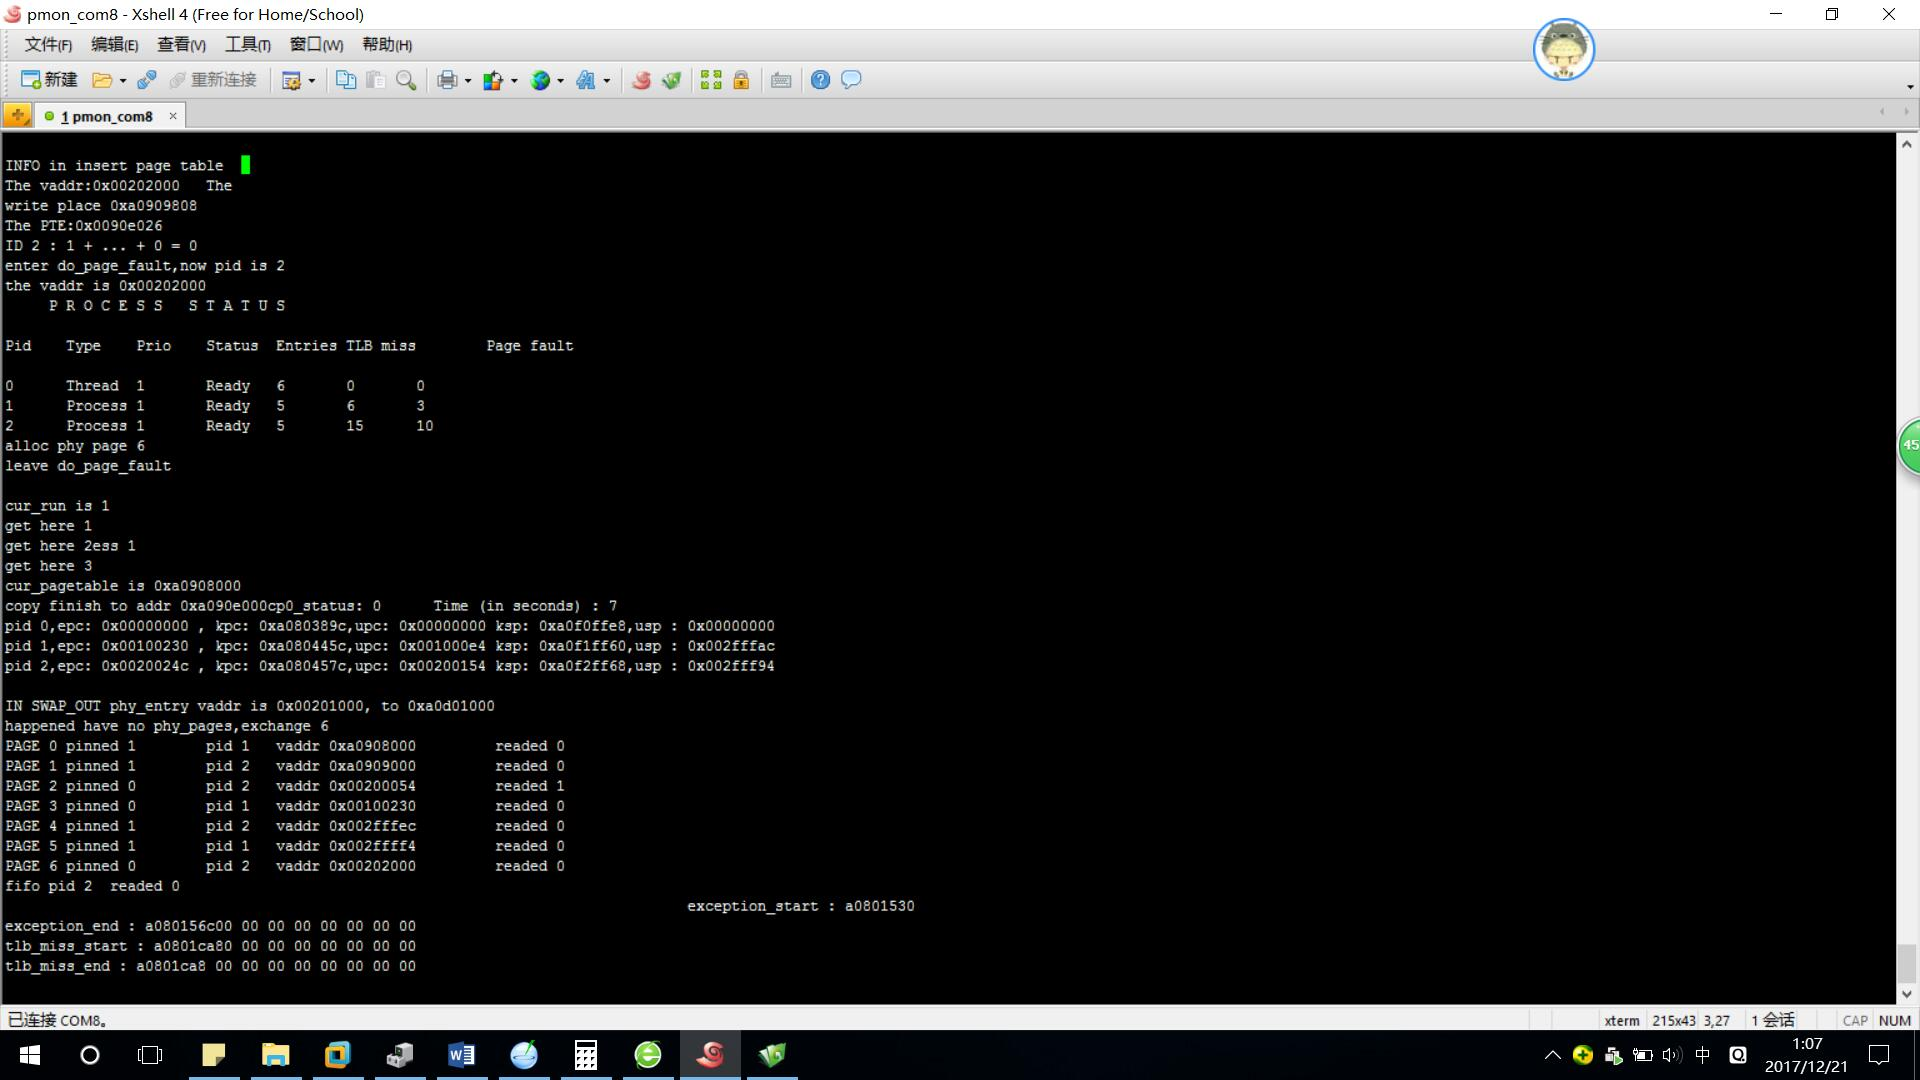 pmon_com8 - Xshell 4 (Free for Home/School)
文件(F) 编辑(E) 查看(V) 工具(T) 窗口(W) 帮助(H)
新建 重新连接
1 pmon_com8
INFO in insert page table
The vaddr:0x00202000   The
write place 0xa0909808
The PTE:0x0090e026
ID 2 : 1 + ... + 0 = 0
enter do_page_fault,now pid is 2
the vaddr is 0x00202000
P R O C E S S   S T A T U S
Pid    Type    Prio    Status  Entries TLB miss        Page fault
0      Thread  1       Ready   6       0       0
1      Process 1       Ready   5       6       3
2      Process 1       Ready   5       15      10
alloc phy page 6
leave do_page_fault
cur_run is 1
get here 1
get here 2ess 1
get here 3
cur_pagetable is 0xa0908000
copy finish to addr 0xa090e000cp0_status: 0      Time (in seconds) : 7
pid 0,epc: 0x00000000 , kpc: 0xa080389c,upc: 0x00000000 ksp: 0xa0f0ffe8,usp : 0x00000000
pid 1,epc: 0x00100230 , kpc: 0xa080445c,upc: 0x001000e4 ksp: 0xa0f1ff60,usp : 0x002fffac
pid 2,epc: 0x0020024c , kpc: 0xa080457c,upc: 0x00200154 ksp: 0xa0f2ff68,usp : 0x002fff94
IN SWAP_OUT phy_entry vaddr is 0x00201000, to 0xa0d01000
happened have no phy_pages,exchange 6
PAGE 0 pinned 1        pid 1   vaddr 0xa0908000         readed 0
PAGE 1 pinned 1        pid 2   vaddr 0xa0909000         readed 0
PAGE 2 pinned 0        pid 2   vaddr 0x00200054         readed 1
PAGE 3 pinned 0        pid 1   vaddr 0x00100230         readed 0
PAGE 4 pinned 1        pid 2   vaddr 0x002fffec         readed 0
PAGE 5 pinned 1        pid 1   vaddr 0x002ffff4         readed 0
PAGE 6 pinned 0        pid 2   vaddr 0x00202000         readed 0
fifo pid 2  readed 0
exception_start : a0801530
exception_end : a080156c00 00 00 00 00 00 00 00
tlb_miss_start : a0801ca80 00 00 00 00 00 00 00
tlb_miss_end : a0801ca8 00 00 00 00 00 00 00 00
45
已连接 COM8。 xterm 215x43 3,27 1 会话 CAP NUM
中 1:07
2017/12/21